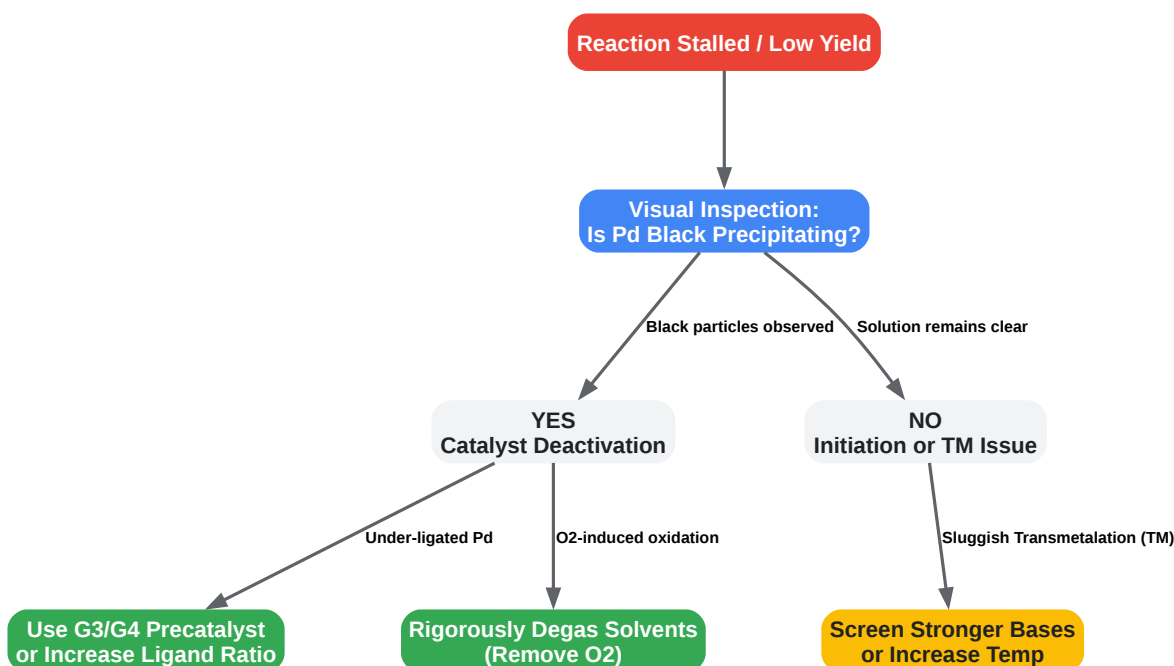 Reaction Stalled / Low Yield
Visual Inspection:
Is Pd Black Precipitating?
Black particles observed
Solution remains clear
YES
Catalyst Deactivation
NO
Initiation or TM Issue
Under-ligated Pd
O2-induced oxidation
Sluggish Transmetalation (TM)
Use G3/G4 Precatalyst
or Increase Ligand Ratio
Rigorously Degas Solvents
(Remove O2)
Screen Stronger Bases
or Increase Temp